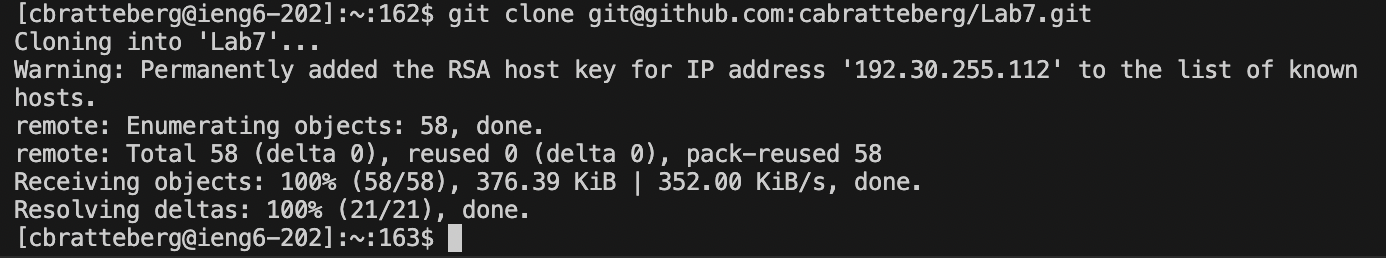 [cbratteberg@ieng6-202]:~:162$ git clone git@github.com:cabratteberg/Lab7.git
Cloning into 'Lab7'...
Warning: Permanently added the RSA host key for IP address '192.30.255.112' to the list of known
hosts.
remote: Enumerating objects: 58, done.
remote: Total 58 (delta 0), reused 0 (delta 0), pack-reused 58
Receiving objects: 100% (58/58), 376.39 KiB | 352.00 KiB/s, done.
Resolving deltas: 100% (21/21), done.
[cbratteberg@ieng6-202]:~:163$